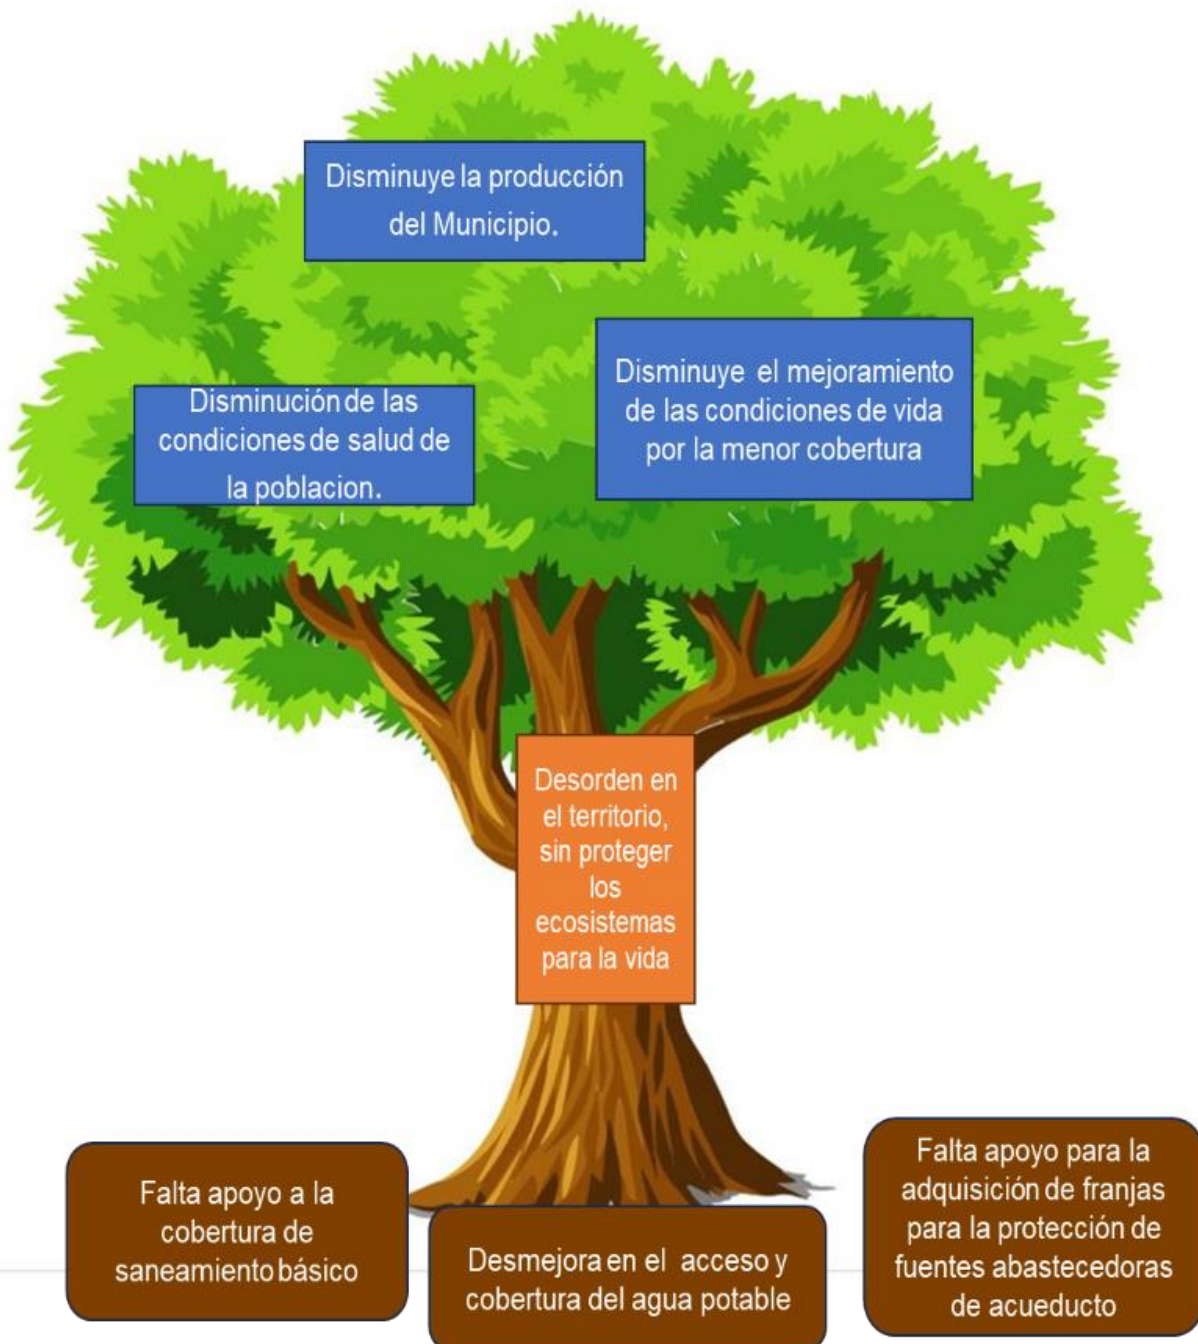 Disminuye la producción
del Municipio.
Disminuye el mejoramiento
de las condiciones de vida
por la menor cobertura
Disminución de las
condiciones de salud de
la poblacion.
Desorden en
el territorio,
sin proteger
los
ecosistemas
para la vida
Falta apoyo a la
cobertura de
saneamiento básico
Desmejora en el acceso y
cobertura del agua potable
Falta apoyo para la
adquisición de franjas
para la protección de
fuentes abastecedoras
de acueducto